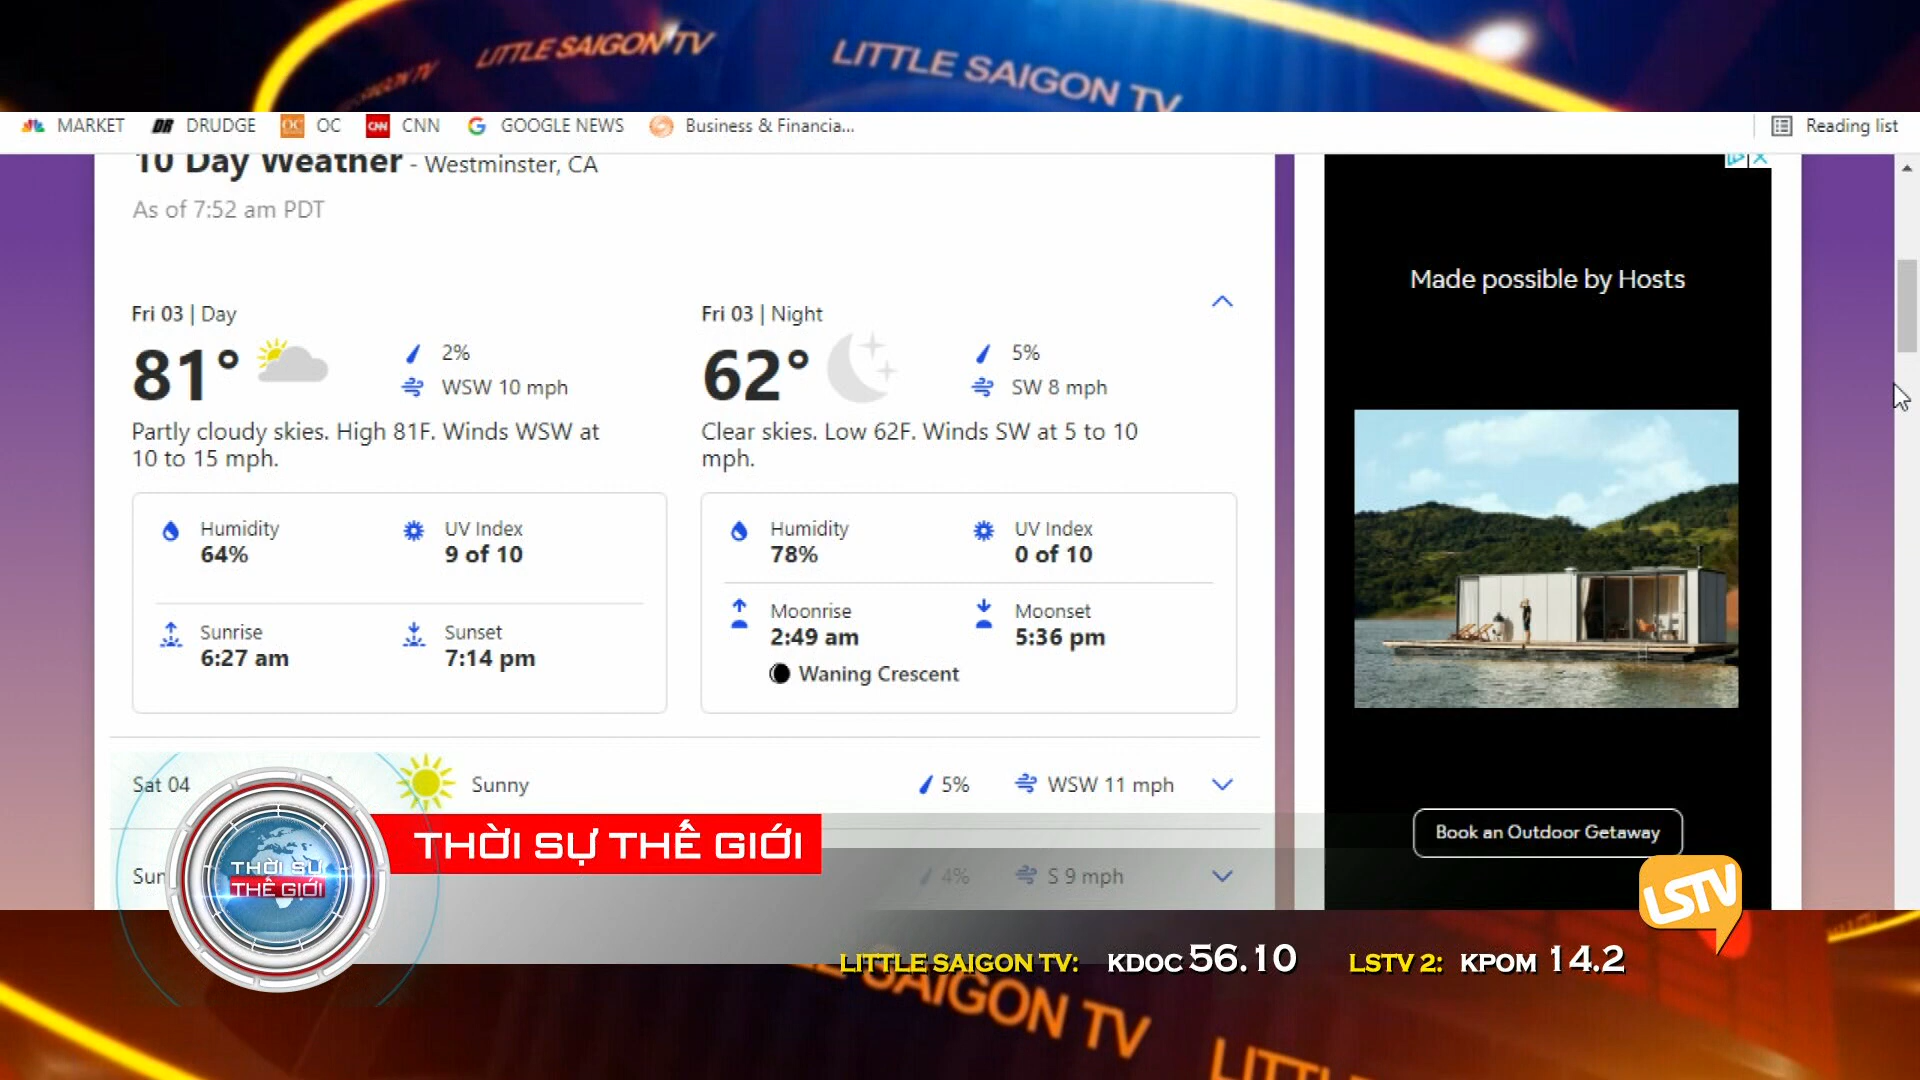 LITTLE SAIGON TV
LITTLE SAIGON TV
SAIGON TV
MARKET
DR DRUDGE
OC OC
CNN CNN
GOOGLE NEWS
Business & Financia...
Reading list
10 Day Weather - Westminster, CA
As of 7:52 am PDT
Fri 03 | Day
81°
2%
WSW 10 mph
Partly cloudy skies. High 81F. Winds WSW at
10 to 15 mph.
Humidity
64%
UV Index
9 of 10
Sunrise
6:27 am
Sunset
7:14 pm
Fri 03 | Night
62°
5%
SW 8 mph
Clear skies. Low 62F. Winds SW at 5 to 10
mph.
Humidity
78%
UV Index
0 of 10
Moonrise
2:49 am
Moonset
5:36 pm
Waning Crescent
Sat 04
Sunny
5%
WSW 11 mph
Sun
4%
S 9 mph
Made possible by Hosts
Book an Outdoor Getaway
THỜI SỰ THẾ GIỚI
THỜI SỰ
THẾ GIỚI
LSTV
LITTLE SAIGON TV: KDOC 56.10 LSTV 2: KPOM 14.2
SAIGON TV